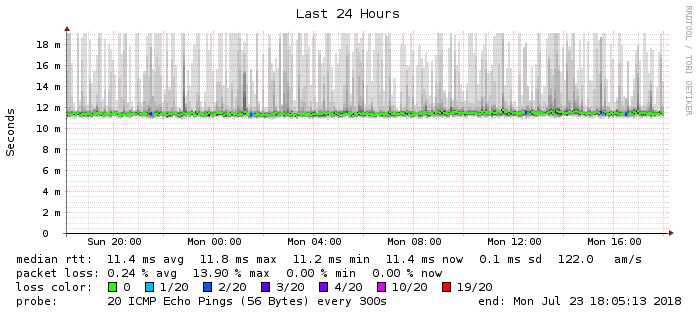 Last 24 Hours
RRDTOOL / TOBI OETIKER
Seconds
18 m
16 m
14 m
12 m
10 m
8 m
6 m
4 m
2 m
0
Sun 20:00 Mon 00:00 Mon 04:00 Mon 08:00 Mon 12:00 Mon 16:00
median rtt: 11.4 ms avg 11.8 ms max 11.2 ms min 11.4 ms now 0.1 ms sd 122.0 am/s
packet loss: 0.24 % avg 13.90 % max 0.00 % min 0.00 % now
loss color: 0 1/20 2/20 3/20 4/20 10/20 19/20
probe: 20 ICMP Echo Pings (56 Bytes) every 300s end: Mon Jul 23 18:05:13 2018